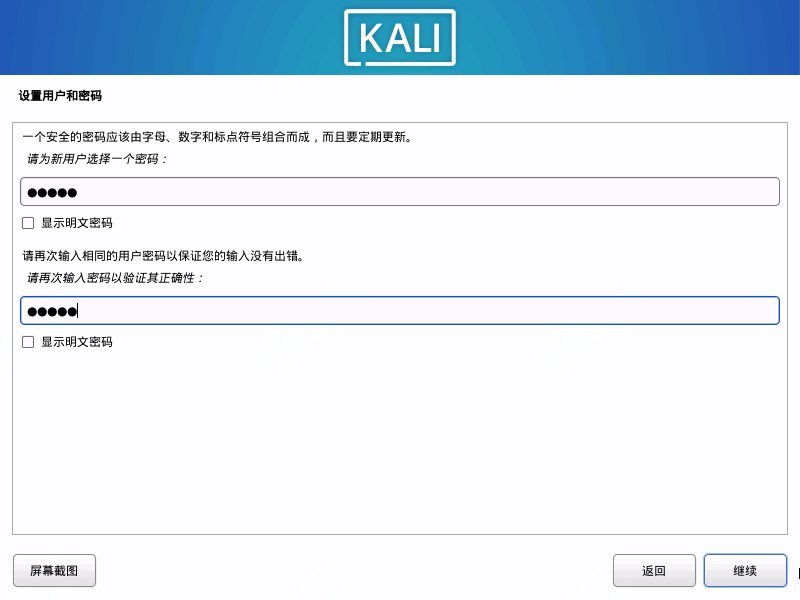 KALI
设置用户和密码
一个安全的密码应该由字母、数字和标点符号组合而成，而且要定期更新。
请为新用户选择一个密码：
●●●●●
显示明文密码
请再次输入相同的用户密码以保证您的输入没有出错。
请再次输入密码以验证其正确性：
●●●●●
显示明文密码
屏幕截图
返回
继续